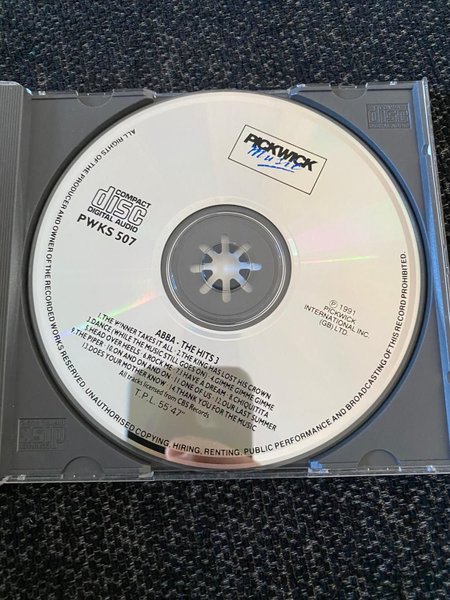 PICKWICK
music
COMPACT
disc
DIGITAL AUDIO
PWKS 507
℗ 1991
PICKWICK
INTERNATIONAL INC.
(GB) LTD.
ABBA - THE HITS 3
1. THE WINNER TAKES IT ALL · 2. THE KING HAS LOST HIS CROWN
3. DANCE (WHILE THE MUSIC STILL GOES ON) · 4. GIMME GIMME GIMME
5. HEAD OVER HEELS · 6. ROCK ME · 7. I HAVE A DREAM · 8. CHIQUITITA
9. THE PIPER · 10. ON AND ON AND ON · 11. ONE OF US · 12. OUR LAST SUMMER
13. DOES YOUR MOTHER KNOW · 14. THANK YOU FOR THE MUSIC
All tracks licensed from CBS Records
T.P.L. 55'47"
ALL RIGHTS OF THE PRODUCER AND OWNER OF THE RECORDED WORKS RESERVED. UNAUTHORISED COPYING, HIRING, RENTING, PUBLIC PERFORMANCE AND BROADCASTING OF THIS RECORD PROHIBITED.